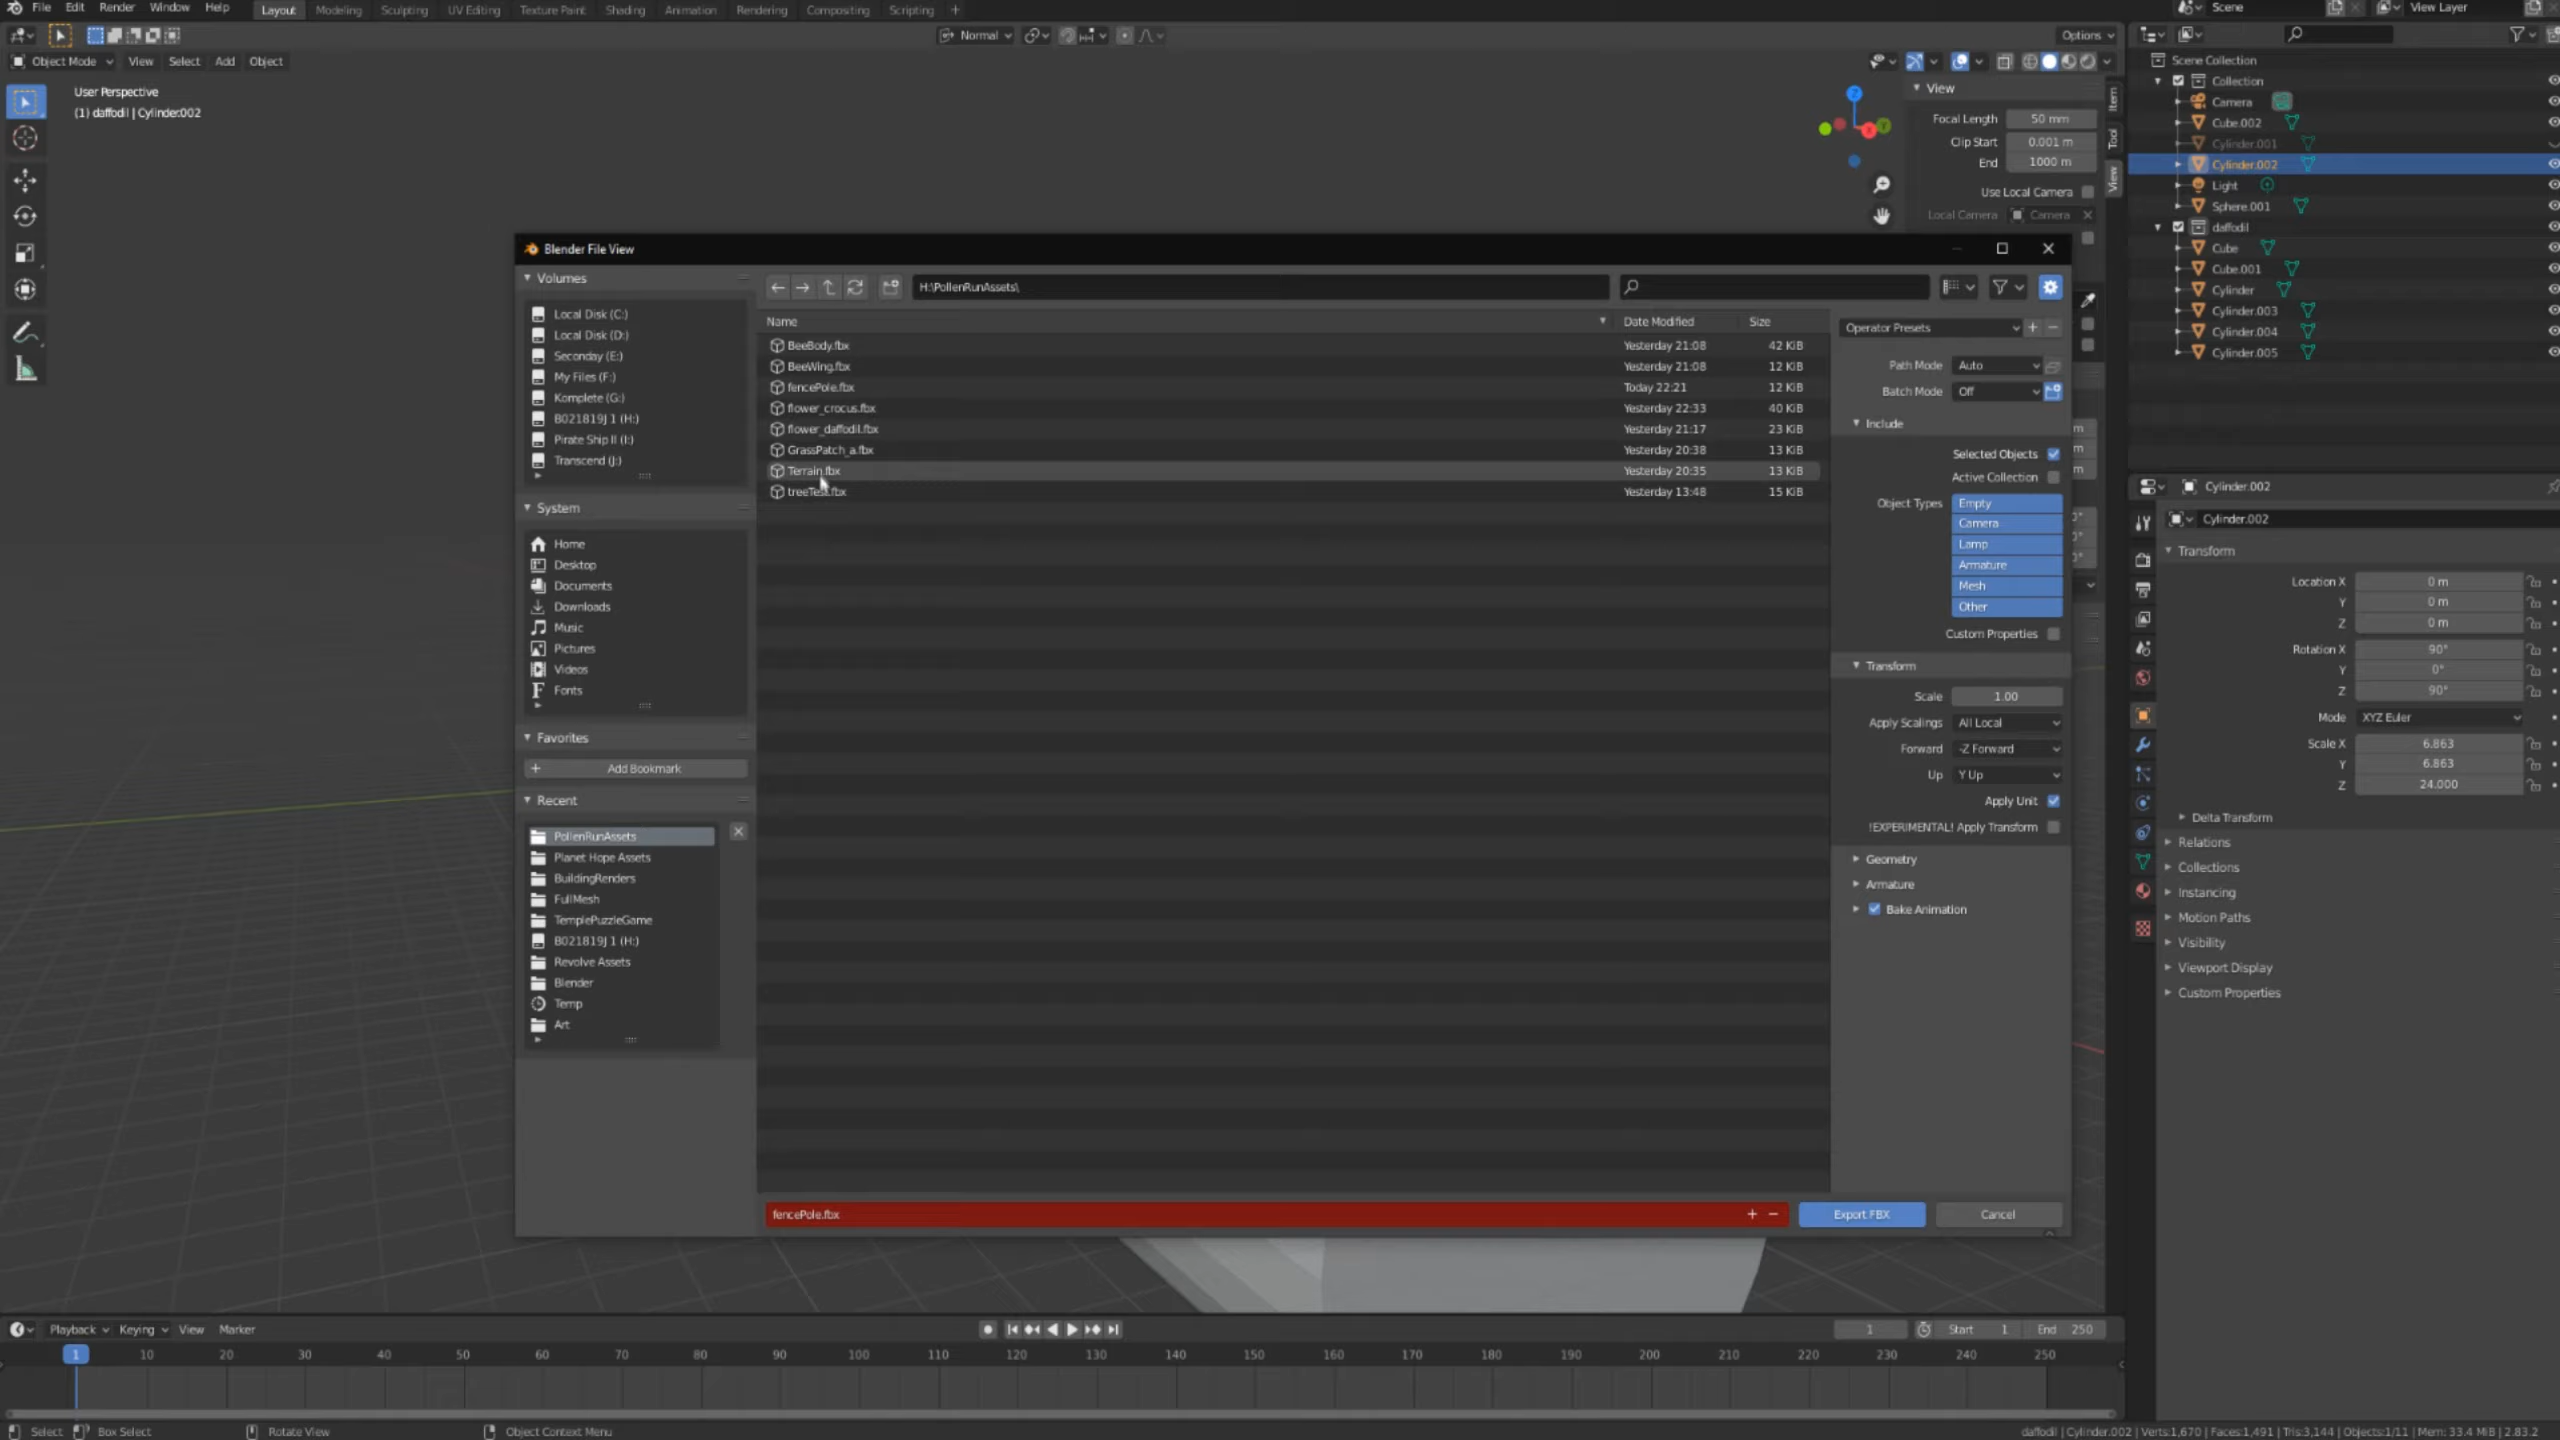 File Edit Render Window Help Layout Modeling Sculpting UV Editing Texture Paint Shading Animation Rendering Compositing Scripting + Scene View Layer
Normal Options
Object Mode View Select Add Object
User Perspective
(1) daffodil | Cylinder.002
View
Focal Length 50 mm
Clip Start 0.001 m
End 1000 m
Use Local Camera
Local Camera Camera
Item
Tool
View
Scene Collection
Collection
Camera
Cube.002
Cylinder.001
Cylinder.002
Light
Sphere.001
daffodil
Cube
Cube.001
Cylinder
Cylinder.003
Cylinder.004
Cylinder.005
Blender File View
Volumes
Local Disk (C:)
Local Disk (D:)
Seconday (E:)
My Files (F:)
Komplete (G:)
B021819J 1 (H:)
Pirate Ship II (I:)
Transcend (J:)
System
Home
Desktop
Documents
Downloads
Music
Pictures
Videos
Fonts
Favorites
Add Bookmark
Recent
PollenRunAssets
Planet Hope Assets
BuildingRenders
FullMesh
TemplePuzzleGame
B021819J 1 (H:)
Revolve Assets
Blender
Temp
Art
H:\PollenRunAssets\
Name Date Modified Size
BeeBody.fbx Yesterday 21:08 42 KiB
BeeWing.fbx Yesterday 21:08 12 KiB
fencePole.fbx Today 22:21 12 KiB
flower_crocus.fbx Yesterday 22:33 40 KiB
flower_daffodil.fbx Yesterday 21:17 23 KiB
GrassPatch_a.fbx Yesterday 20:38 13 KiB
Terrain.fbx Yesterday 20:35 13 KiB
treeTest.fbx Yesterday 13:48 15 KiB
Operator Presets
Path Mode Auto
Batch Mode Off
Include
Selected Objects
Active Collection
Object Types Empty
Camera
Lamp
Armature
Mesh
Other
Custom Properties
Transform
Scale 1.00
Apply Scalings All Local
Forward -Z Forward
Up Y Up
Apply Unit
!EXPERIMENTAL! Apply Transform
Geometry
Armature
Bake Animation
fencePole.fbx Export FBX Cancel
Cylinder.002
Cylinder.002
Transform
Location X 0 m
Y 0 m
Z 0 m
Rotation X 90°
Y 0°
Z 90°
Mode XYZ Euler
Scale X 6.863
Y 6.863
Z 24.000
Delta Transform
Relations
Collections
Instancing
Motion Paths
Visibility
Viewport Display
Custom Properties
Playback Keying View Marker 1 Start 1 End 250
1 10 20 30 40 50 60 70 80 90 100 110 120 130 140 150 160 170 180 190 200 210 220 230 240 250
Select Box Select Rotate View Object Context Menu daffodil | Cylinder.002 | Verts:1,670 | Faces:1,491 | Tris:3,144 | Objects:1/11 | Mem: 33.4 MiB | 2.83.2